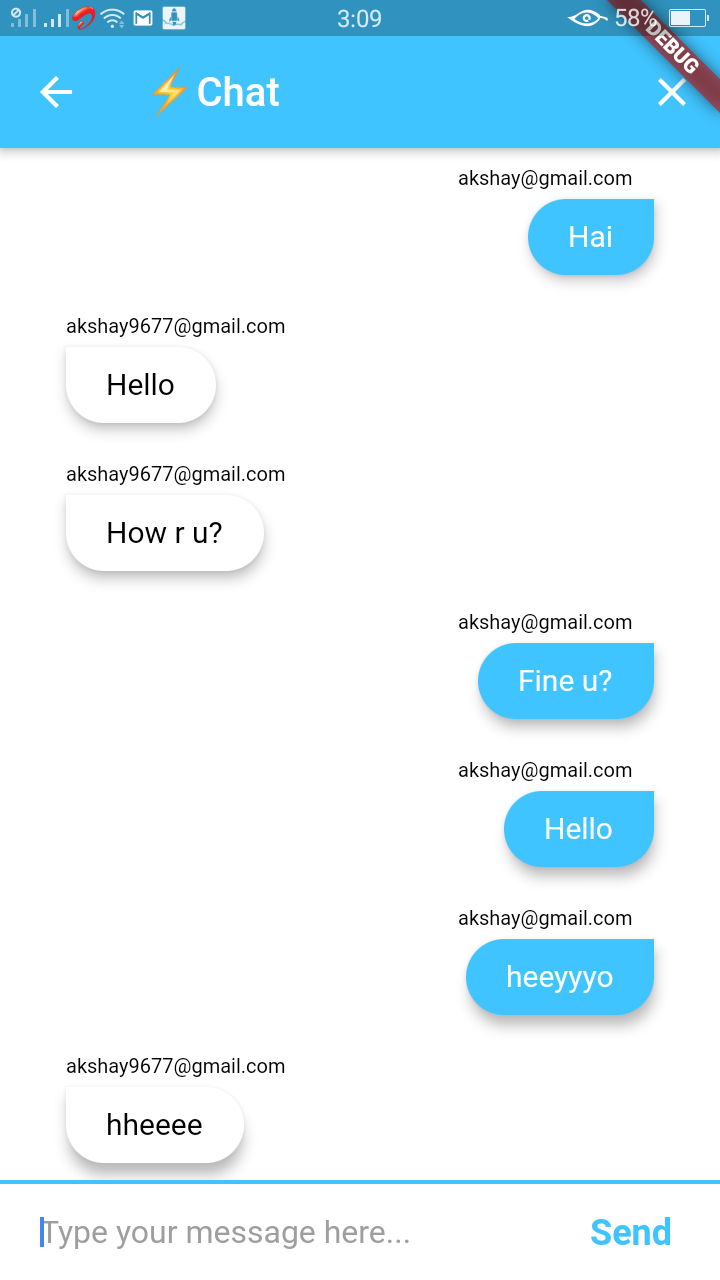 3:09
58%
DEBUG
⚡Chat
akshay@gmail.com
Hai
akshay9677@gmail.com
Hello
akshay9677@gmail.com
How r u?
akshay@gmail.com
Fine u?
akshay@gmail.com
Hello
akshay@gmail.com
heeyyyo
akshay9677@gmail.com
hheeee
Type your message here...
Send